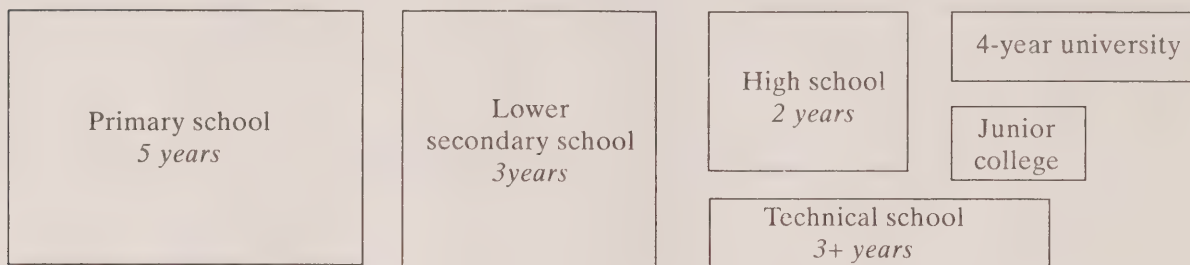 Primary school
5 years
Lower
secondary school
3years
High school
2 years
4-year university
Junior
college
Technical school
3+ years